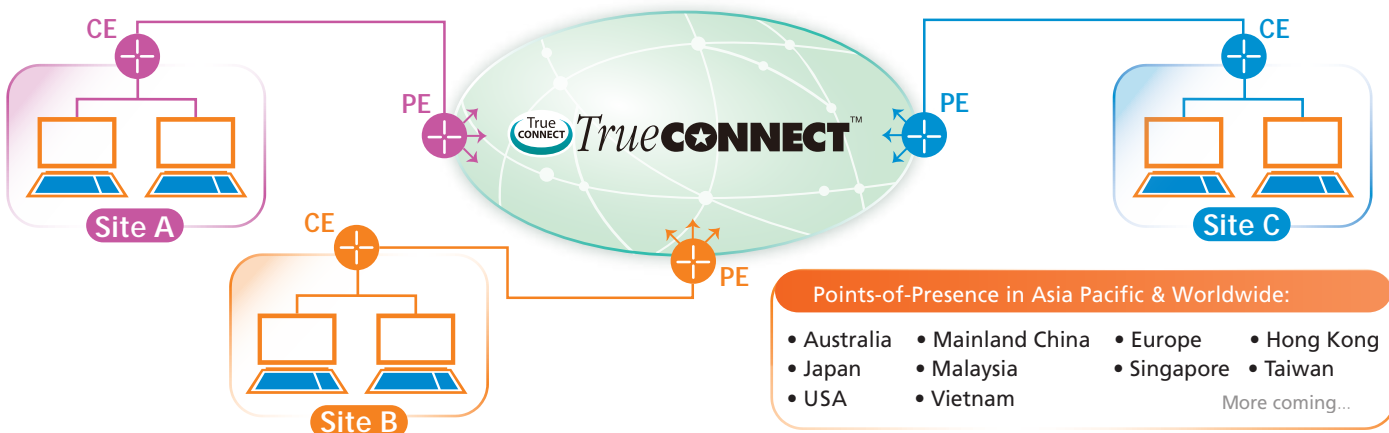 CE
PE
Site A
True
CONNECT
TrueCONNECT™
CE
PE
Site C
CE
PE
Site B
Points-of-Presence in Asia Pacific & Worldwide:
• Australia • Mainland China • Europe • Hong Kong
• Japan • Malaysia • Singapore • Taiwan
• USA • Vietnam More coming...